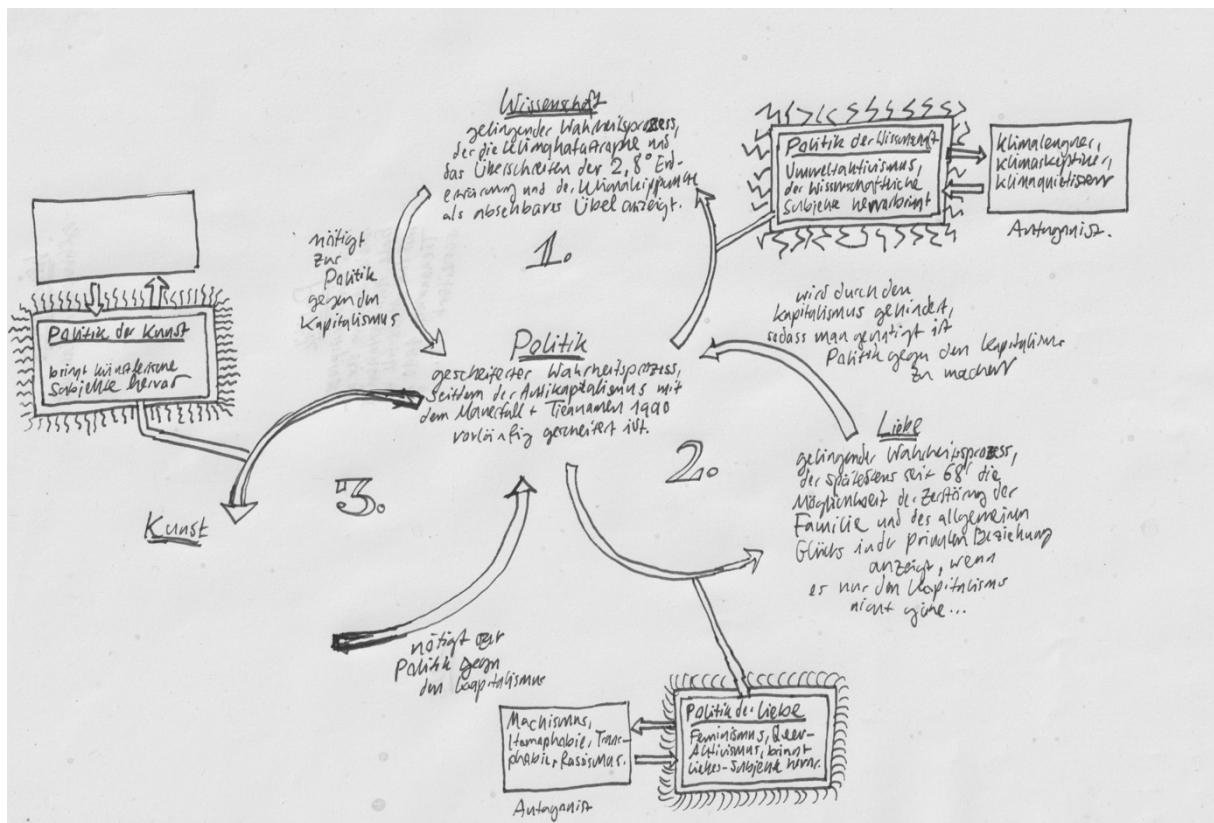 Wissenschaft
gelingender Wahrheitsprozess,
der die Klimakatastrophe und
das Überschreiten der 2,8° Erd-
erwärmung und der Klimakippunkte
als absehbares Übel anzeigt.
1.
nötigt
zur
Politik
gegen den
Kapitalismus
Politik der Wissenschaft
Umweltaktivismus,
der wissenschaftliche
Subjekte hervorbringt
Klimaleugner,
Klimaskeptiker,
Klimaquietismus
Antagonist.
wird durch den
Kapitalismus gehindert,
sodass man genötigt ist
Politik gegen den Kapitalismus
zu machen
Politik der Kunst
bringt künstlerische
Subjekte hervor
Politik
gescheiterter Wahrheitsprozess,
seitdem der Antikapitalismus mit
dem Mauerfall + Tiananmen 1990
vorläufig gescheitert ist.
2.
Liebe
gelingender Wahrheitsprozess,
der spätestens seit 68' die
Möglichkeit der Zerstörung der
Familie und des allgemeinen
Glücks in der privaten Beziehung
anzeigt, wenn
es nur den Kapitalismus
nicht gäbe...
3.
Kunst
nötigt zur
Politik gegen
den Kapitalismus
Machismus,
Homophobie, Trans-
phobie, Rassismus.
Antagonist
Politik der Liebe
Feminismus, Queer-
Aktivismus, bringt
Liebes-Subjekte hervor.